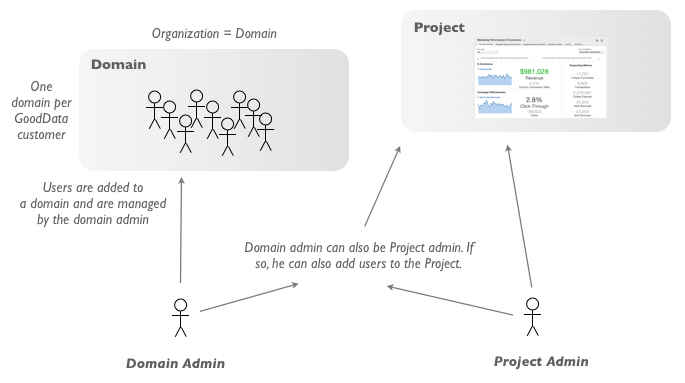 Organization = Domain
Project
Domain
One
domain per
GoodData
customer
$981,028
Revenue
2.8%
Click-Through
Users are added to
a domain and are managed
by the domain admin
Domain admin can also be Project admin. If
so, he can also add users to the Project.
Domain Admin
Project Admin